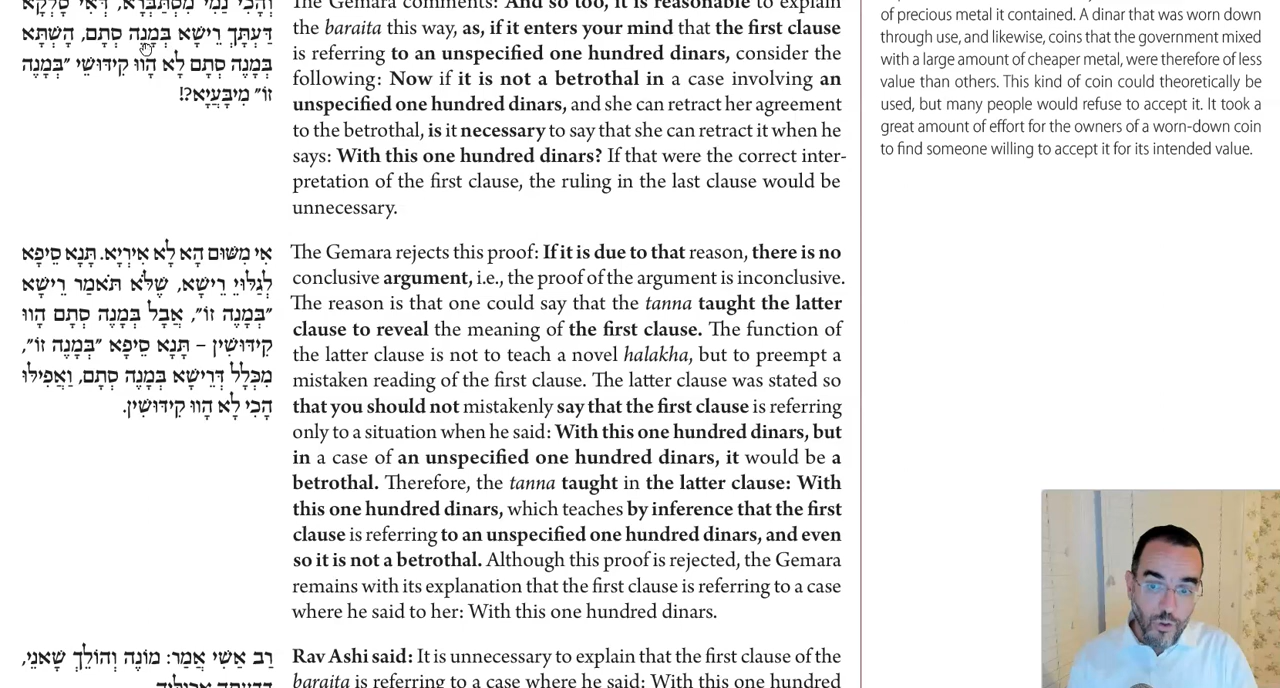 וְהָכִי נַמֵי מִסְתַּבְּרָא, דְּאִי סָלְקָא
דַּעְתָּךְ רֵישָׁא בְּמָנֶה סְתָם, הָשְׁתָּא
בְּמָנֶה סְתָם לָא הָווּ קִידּוּשֵׁי ״בְּמָנֶה
זוֹ״ מִיבַּעְיָא?!
The Gemara comments: And so too, it is reasonable to explain
the baraita this way, as, if it enters your mind that the first clause
is referring to an unspecified one hundred dinars, consider the
following: Now if it is not a betrothal in a case involving an
unspecified one hundred dinars, and she can retract her agreement
to the betrothal, is it necessary to say that she can retract it when he
says: With this one hundred dinars? If that were the correct inter-
pretation of the first clause, the ruling in the last clause would be
unnecessary.
אִי מִשּׁוּם הָא לָא אִירְיָא. תָּנָא סֵיפָא
לְגַלּוּיֵי רֵישָׁא, שֶׁלֹּא תֹּאמַר רֵישָׁא
״בְּמָנֶה זוֹ״, אֲבָל בְּמָנֶה סְתָם הָווּ
קִידּוּשִׁין – תָּנָא סֵיפָא ״בְּמָנֶה זוֹ״,
מִכְּלָל דְּרֵישָׁא בְּמָנֶה סְתָם, וַאֲפִילּוּ
הָכִי לָא הָווּ קִידּוּשִׁין.
The Gemara rejects this proof: If it is due to that reason, there is no
conclusive argument, i.e., the proof of the argument is inconclusive.
The reason is that one could say that the tanna taught the latter
clause to reveal the meaning of the first clause. The function of
the latter clause is not to teach a novel halakha, but to preempt a
mistaken reading of the first clause. The latter clause was stated so
that you should not mistakenly say that the first clause is referring
only to a situation when he said: With this one hundred dinars, but
in a case of an unspecified one hundred dinars, it would be a
betrothal. Therefore, the tanna taught in the latter clause: With
this one hundred dinars, which teaches by inference that the first
clause is referring to an unspecified one hundred dinars, and even
so it is not a betrothal. Although this proof is rejected, the Gemara
remains with its explanation that the first clause is referring to a case
where he said to her: With this one hundred dinars.
רַב אַשִׁי אָמַר: מוֹנֶה וְהוֹלֵךְ שָׁאנֵי,
Rav Ashi said: It is unnecessary to explain that the first clause of the
baraita is referring to a case where he said: With this one hundred
of precious metal it contained. A dinar that was worn down
through use, and likewise, coins that the government mixed
with a large amount of cheaper metal, were therefore of less
value than others. This kind of coin could theoretically be
used, but many people would refuse to accept it. It took a
great amount of effort for the owners of a worn-down coin
to find someone willing to accept it for its intended value.